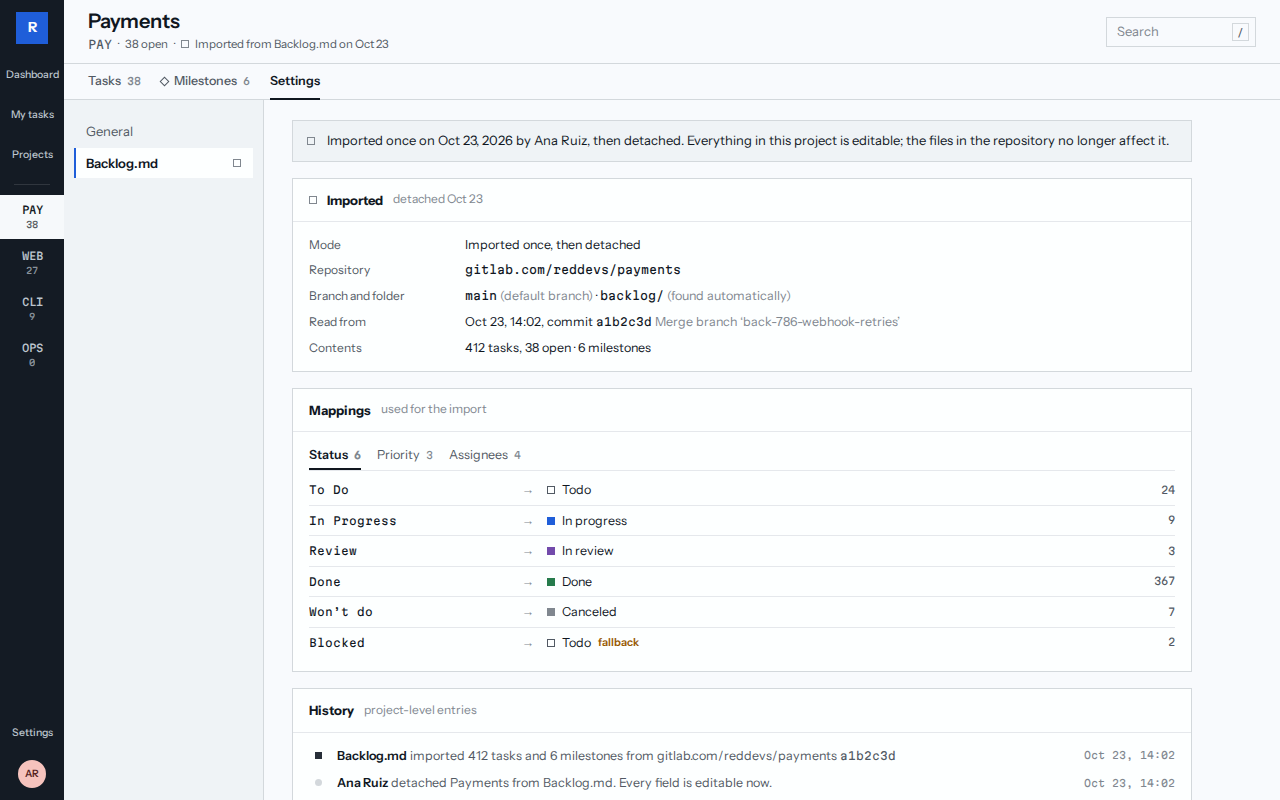 R
Payments
PAY · 38 open · Imported from Backlog.md on Oct 23
Search /
Dashboard
My tasks
Projects
PAY
38
WEB
27
CLI
9
OPS
0
Settings
AR
Tasks 38 Milestones 6 Settings
General
Backlog.md
Imported once on Oct 23, 2026 by Ana Ruiz, then detached. Everything in this project is editable; the files in the repository no longer affect it.
Imported detached Oct 23
Mode Imported once, then detached
Repository gitlab.com/reddevs/payments
Branch and folder main (default branch) · backlog/ (found automatically)
Read from Oct 23, 14:02, commit a1b2c3d Merge branch ‘back-786-webhook-retries’
Contents 412 tasks, 38 open · 6 milestones
Mappings used for the import
Status 6 Priority 3 Assignees 4
To Do → Todo 24
In Progress → In progress 9
Review → In review 3
Done → Done 367
Won’t do → Canceled 7
Blocked → Todo fallback 2
History project-level entries
Backlog.md imported 412 tasks and 6 milestones from gitlab.com/reddevs/payments a1b2c3d Oct 23, 14:02
Ana Ruiz detached Payments from Backlog.md. Every field is editable now. Oct 23, 14:02